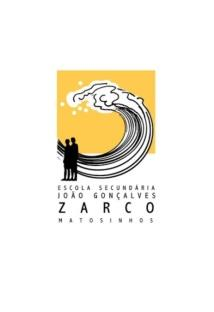 ESCOLA SECUNDÁRIA
JOÃO GONÇALVES
ZARCO
MATOSINHOS